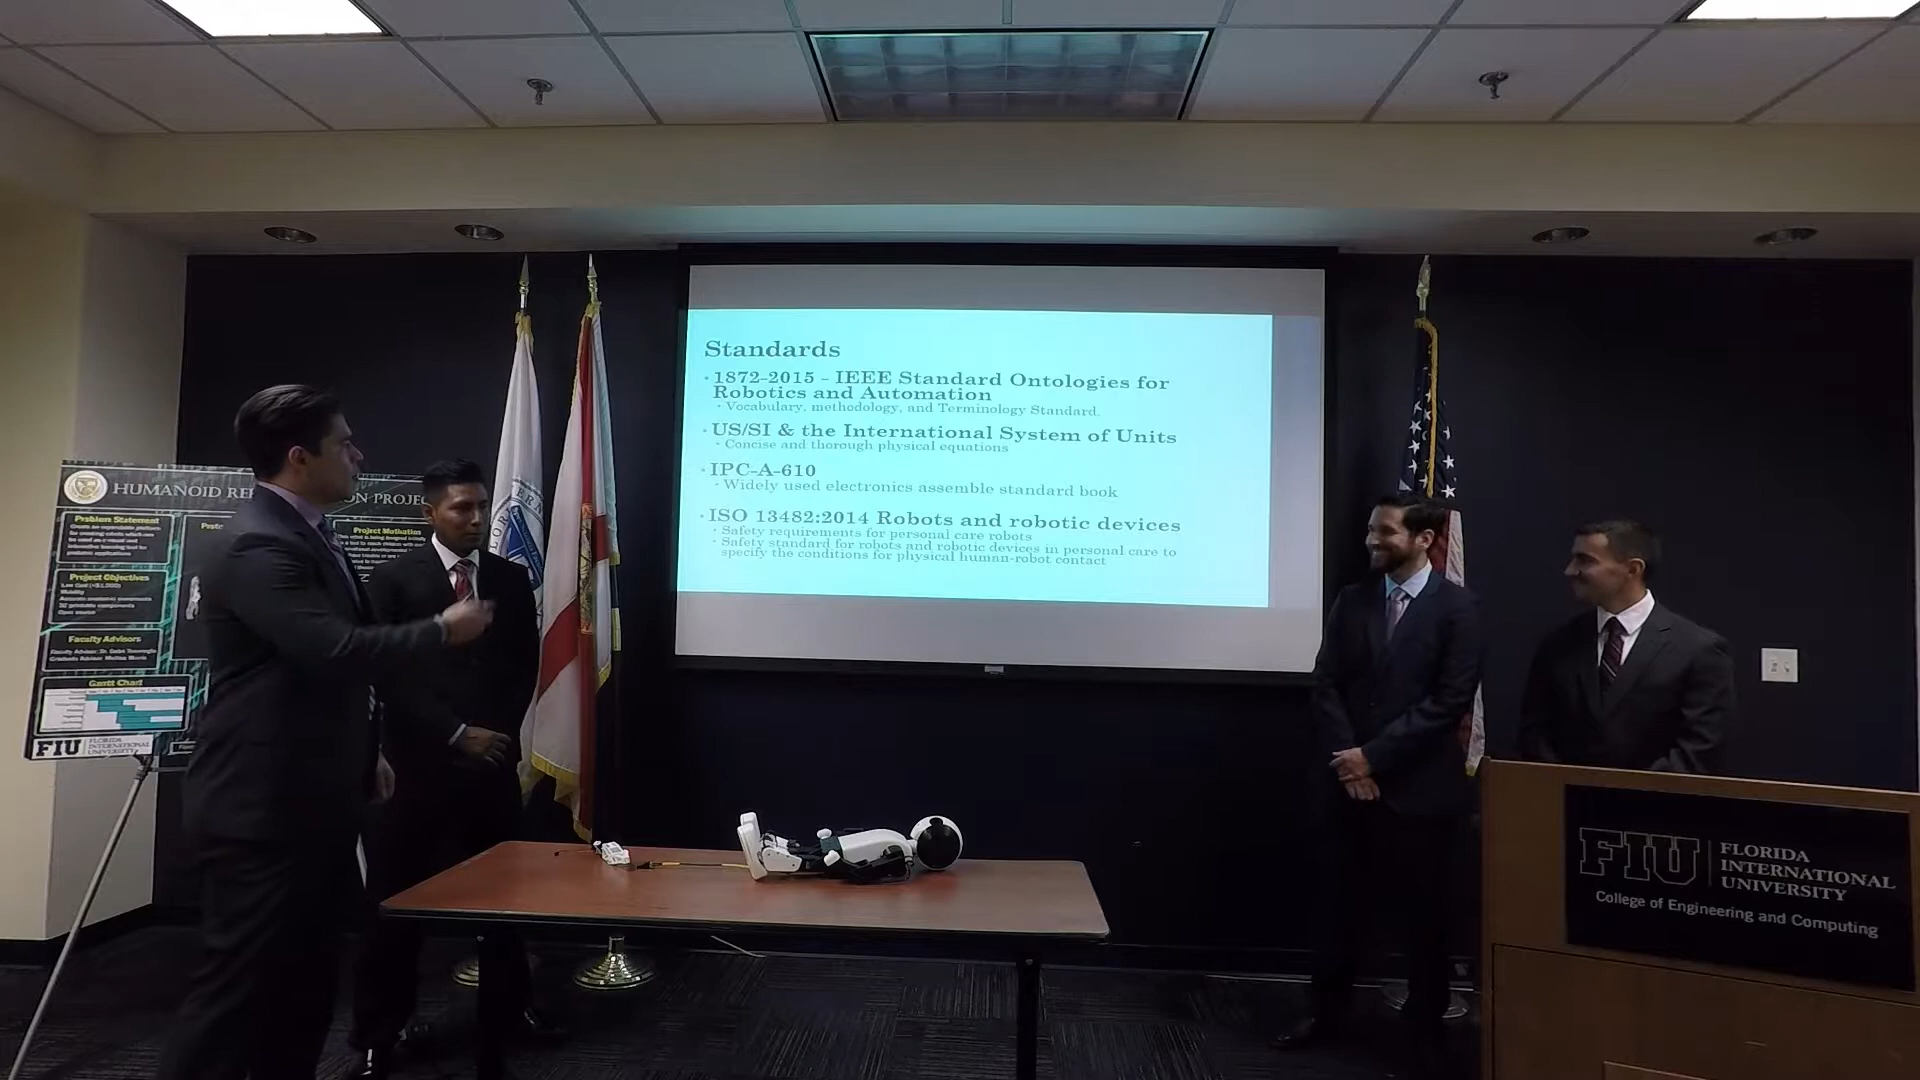 Standards
1872-2015 - IEEE Standard Ontologies for
Robotics and Automation
Vocabulary, methodology, and Terminology Standard.
US/SI & the International System of Units
Concise and thorough physical equations
IPC-A-610
Widely used electronics assemble standard book
ISO 13482:2014 Robots and robotic devices
Safety requirements for personal care robots
Safety standard for robots and robotic devices in personal care to
specify the conditions for physical human-robot contact
HUMANOID
PROJEC
Problem Statement
Project Motivation
Project Objectives
Faculty Advisors
Gantt Chart
FIU
FLORIDA
INTERNATIONAL
UNIVERSITY
FIU
FLORIDA
INTERNATIONAL
UNIVERSITY
College of Engineering and Computing